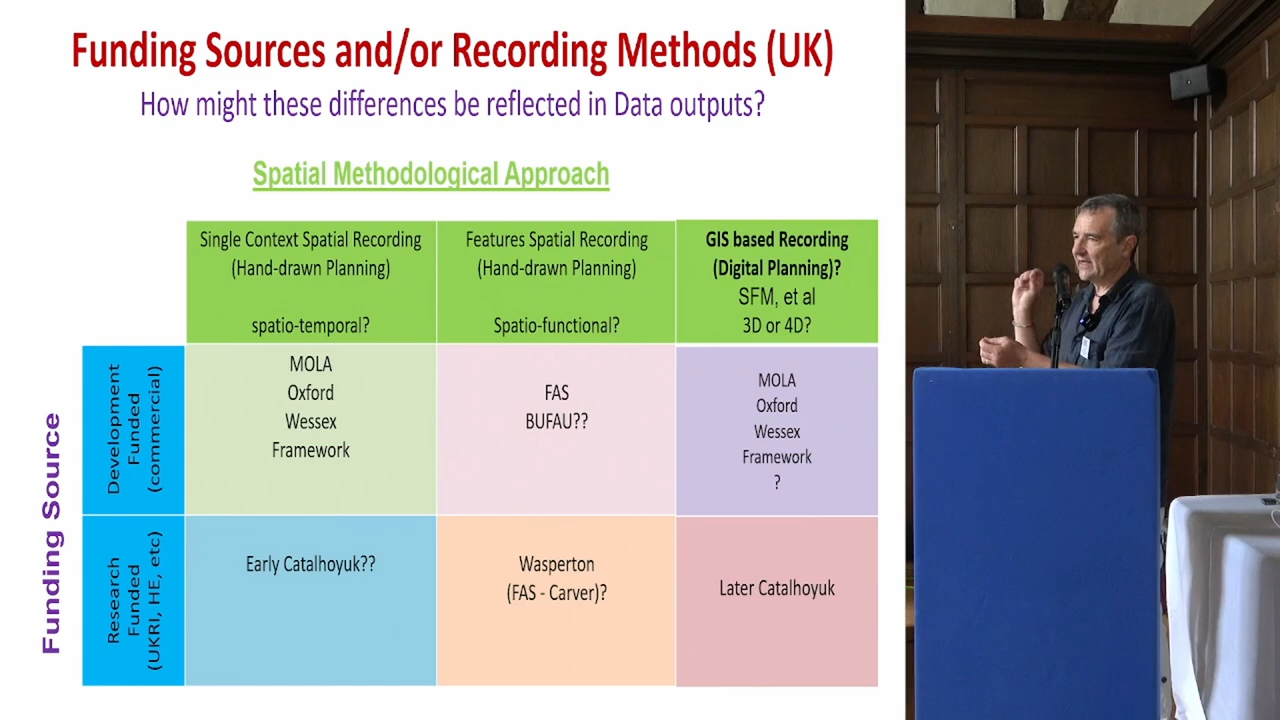 Funding Sources and/or Recording Methods (UK)
How might these differences be reflected in Data outputs?
Spatial Methodological Approach
Single Context Spatial Recording
(Hand-drawn Planning)
spatio-temporal?
Features Spatial Recording
(Hand-drawn Planning)
Spatio-functional?
GIS based Recording
(Digital Planning)?
SFM, et al
3D or 4D?
Funding Source
Development
Funded
(commercial)
MOLA
Oxford
Wessex
Framework
FAS
BUFAU??
MOLA
Oxford
Wessex
Framework
?
Research
Funded
(UKRI, HE, etc)
Early Catalhoyuk??
Wasperton
(FAS - Carver)?
Later Catalhoyuk